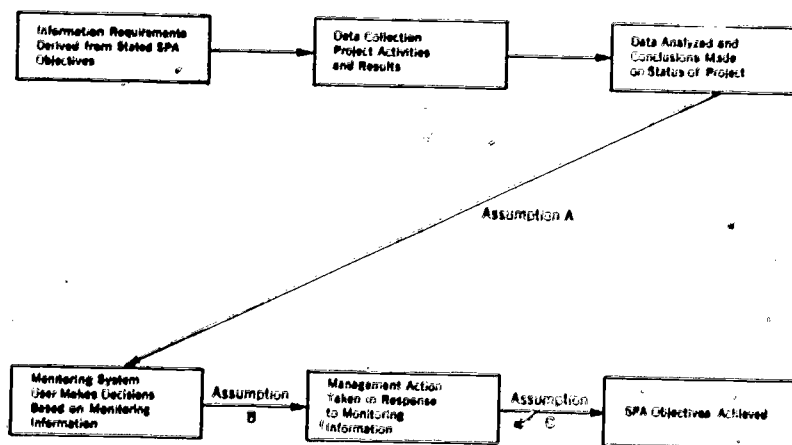 Information Requirements
Derived from Stated SPA
Objectives
Data Collection
Project Activities
and Results
Data Analyzed and
Conclusions Made
on Status of Project
Assumption A
Monitoring System
User Makes Decisions
Based on Monitoring
Information
Assumption
B
Management Action
Taken in Response
to Monitoring
Information
Assumption
C
SPA Objectives Achieved